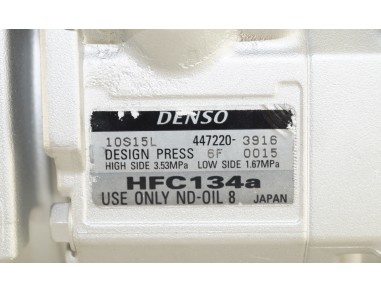 DENSO
10S15L 447220-3916
DESIGN PRESS 6F 0015
HIGH SIDE 3.53MPa LOW SIDE 1.67MPa
HFC134a
USE ONLY ND-OIL 8 JAPAN